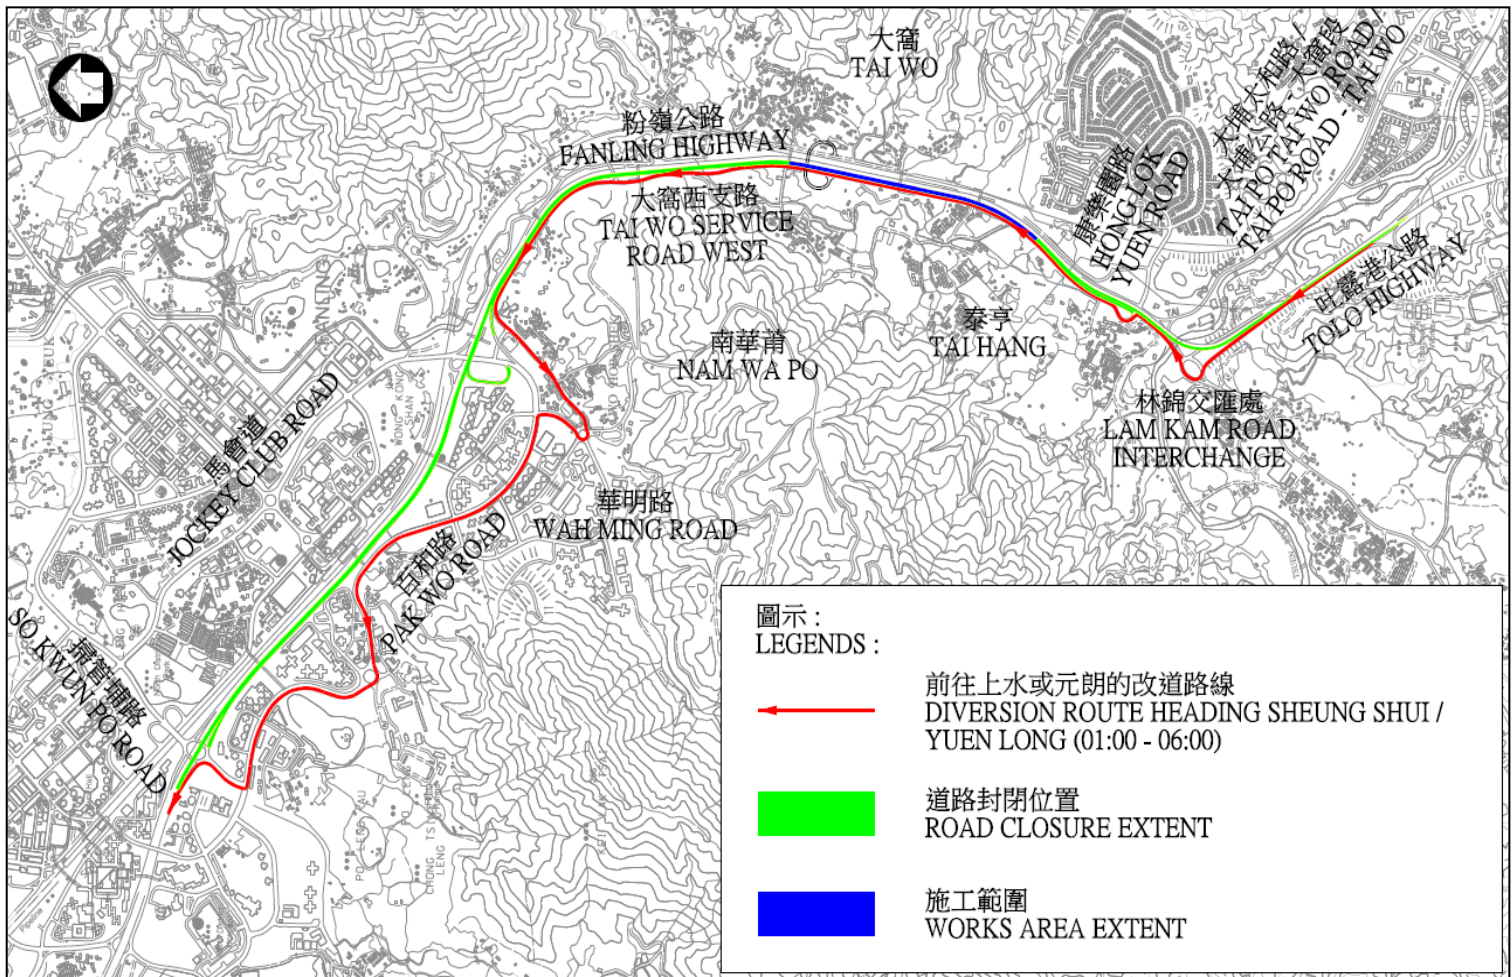 大窩
TAI WO
粉嶺公路
FANLING HIGHWAY
大窩西支路
TAI WO SERVICE
ROAD WEST
康樂園路
HONG LOK
YUEN ROAD
大埔太和路 /
大埔公路 - 大窩段
TAI PO TAI WO ROAD /
TAI PO ROAD - TAI WO
吐露港公路
TOLO HIGHWAY
泰亨
TAI HANG
南華莆
NAM WA PO
林錦交匯處
LAM KAM ROAD
INTERCHANGE
馬會道
JOCKEY CLUB ROAD
華明路
WAH MING ROAD
百和路
PAK WO ROAD
掃管埔路
SO KWUN PO ROAD
圖示 :
LEGENDS :
前往上水或元朗的改道路線
DIVERSION ROUTE HEADING SHEUNG SHUI /
YUEN LONG (01:00 - 06:00)
道路封閉位置
ROAD CLOSURE EXTENT
施工範圍
WORKS AREA EXTENT